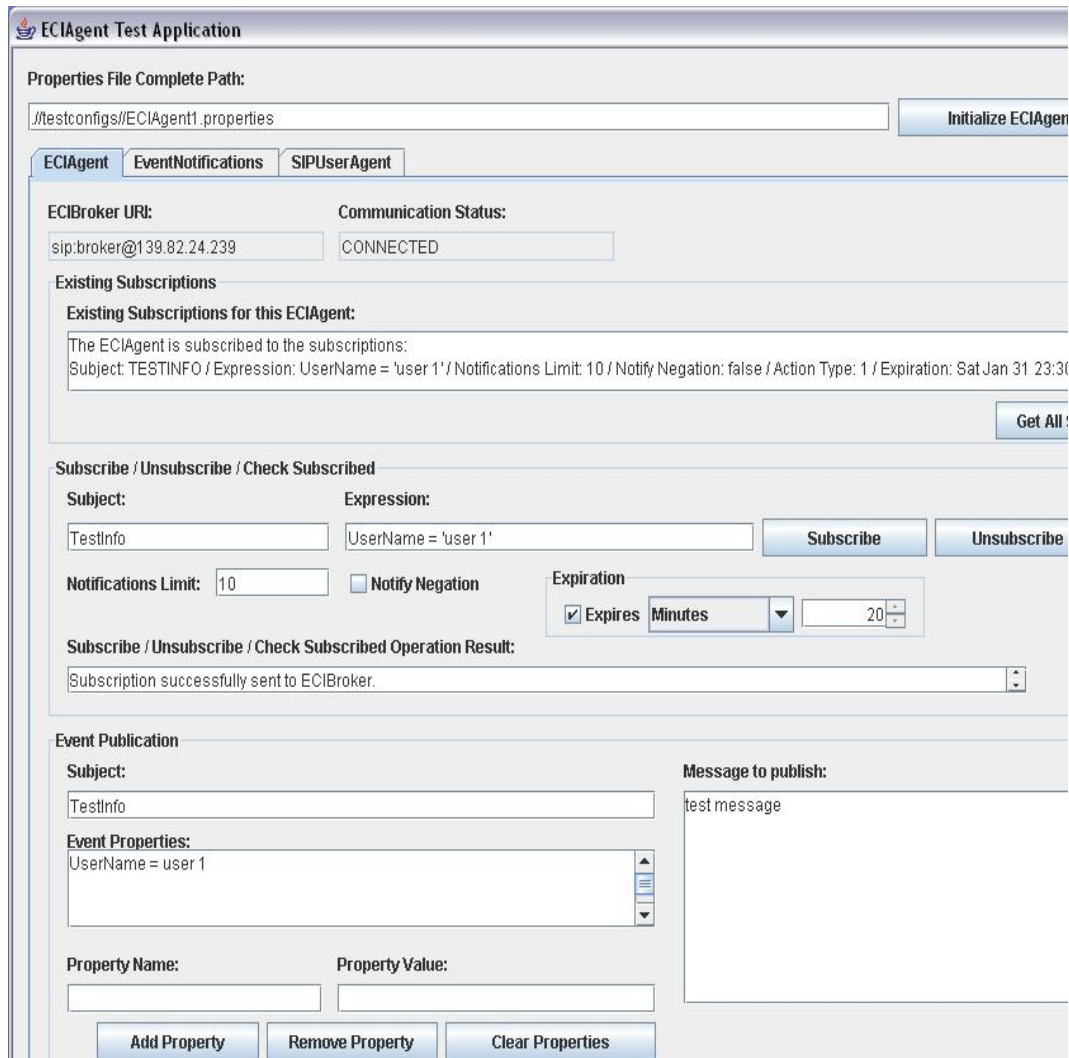 ECIAgent Test Application
Properties File Complete Path:
.//testconfigs//ECIAgent1.properties
Initialize ECIAgen
ECIAgent EventNotifications SIPUserAgent
ECIBroker URI: Communication Status:
sip:broker@139.82.24.239 CONNECTED
Existing Subscriptions
Existing Subscriptions for this ECIAgent:
The ECIAgent is subscribed to the subscriptions:
Subject: TESTINFO / Expression: UserName = 'user 1' / Notifications Limit: 10 / Notify Negation: false / Action Type: 1 / Expiration: Sat Jan 31 23:30
Get All S
Subscribe / Unsubscribe / Check Subscribed
Subject: Expression:
TestInfo UserName = 'user 1' Subscribe Unsubscribe
Notifications Limit: 10 Notify Negation Expiration
Expires Minutes 20
Subscribe / Unsubscribe / Check Subscribed Operation Result:
Subscription successfully sent to ECIBroker.
Event Publication
Subject: Message to publish:
TestInfo test message
Event Properties:
UserName = user 1
Property Name: Property Value:
Add Property Remove Property Clear Properties